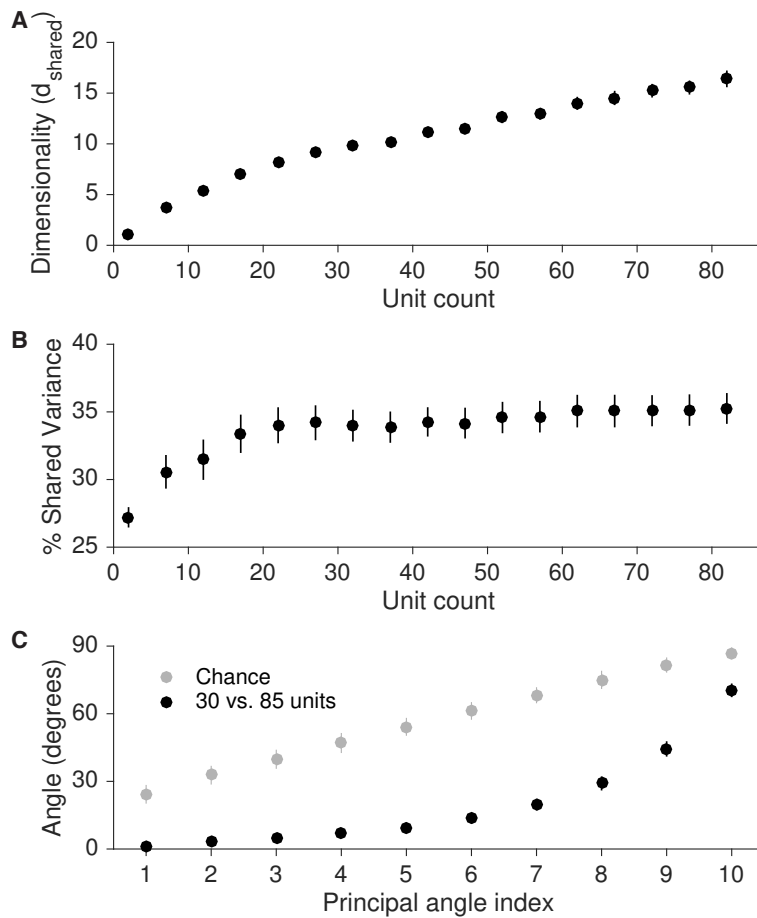 A
Dimensionality (d_shared)
20
15
10
5
0
0 10 20 30 40 50 60 70 80
Unit count
B
% Shared Variance
40
35
30
25
0 10 20 30 40 50 60 70 80
Unit count
C
Angle (degrees)
90
60
30
0
Chance
30 vs. 85 units
1 2 3 4 5 6 7 8 9 10
Principal angle index